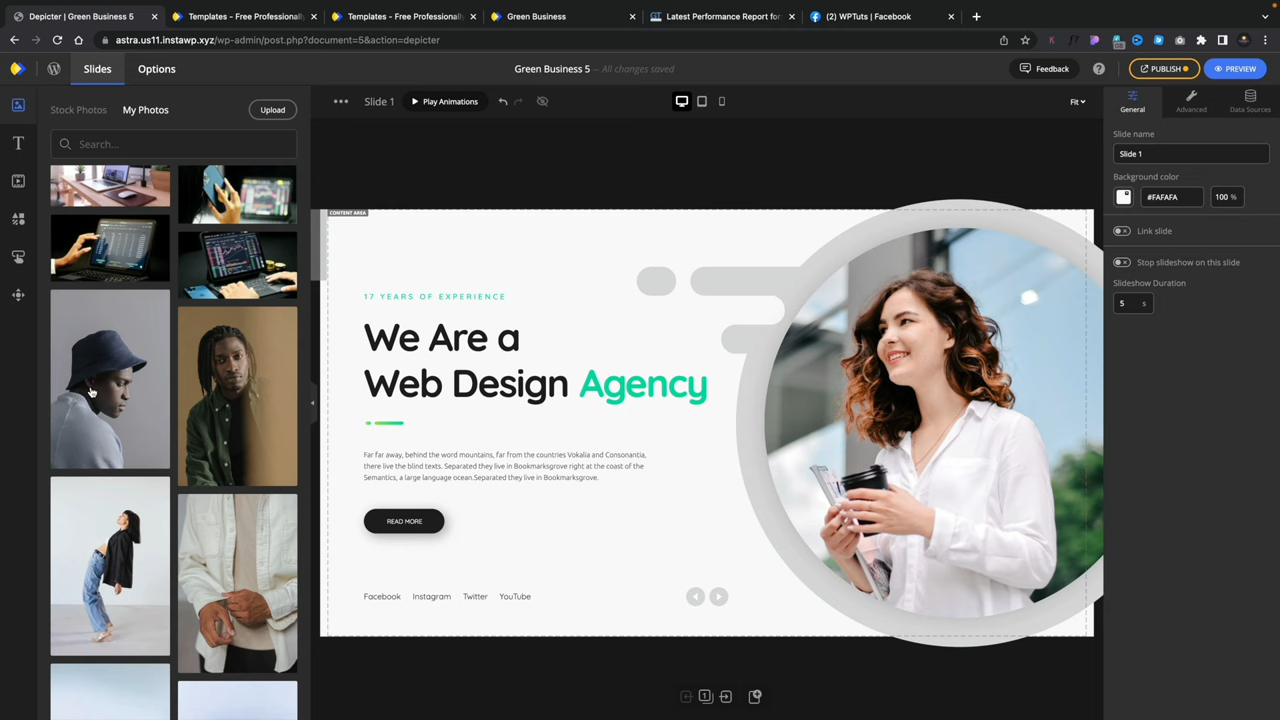 Depicter | Green Business 5
Templates - Free Professionall
Templates - Free Professionall
Green Business
Latest Performance Report for
(2) WPTuts | Facebook
astra.us11.instawp.xyz/wp-admin/post.php?document=5&action=depicter
Slides
Options
Green Business 5 – All changes saved
Feedback
PUBLISH
PREVIEW
Stock Photos
My Photos
Upload
Slide 1
Play Animations
Fit
General
Advanced
Data Sources
Search...
Slide name
Slide 1
Background color
#FAFAFA
100 %
Link slide
Stop slideshow on this slide
Slideshow Duration
5 s
CONTENT AREA
17 YEARS OF EXPERIENCE
We Are a
Web Design Agency
Far far away, behind the word mountains, far from the countries Vokalia and Consonantia,
there live the blind texts. Separated they live in Bookmarksgrove right at the coast of the
Semantics, a large language ocean.Separated they live in Bookmarksgrove.
READ MORE
Facebook Instagram Twitter YouTube
1